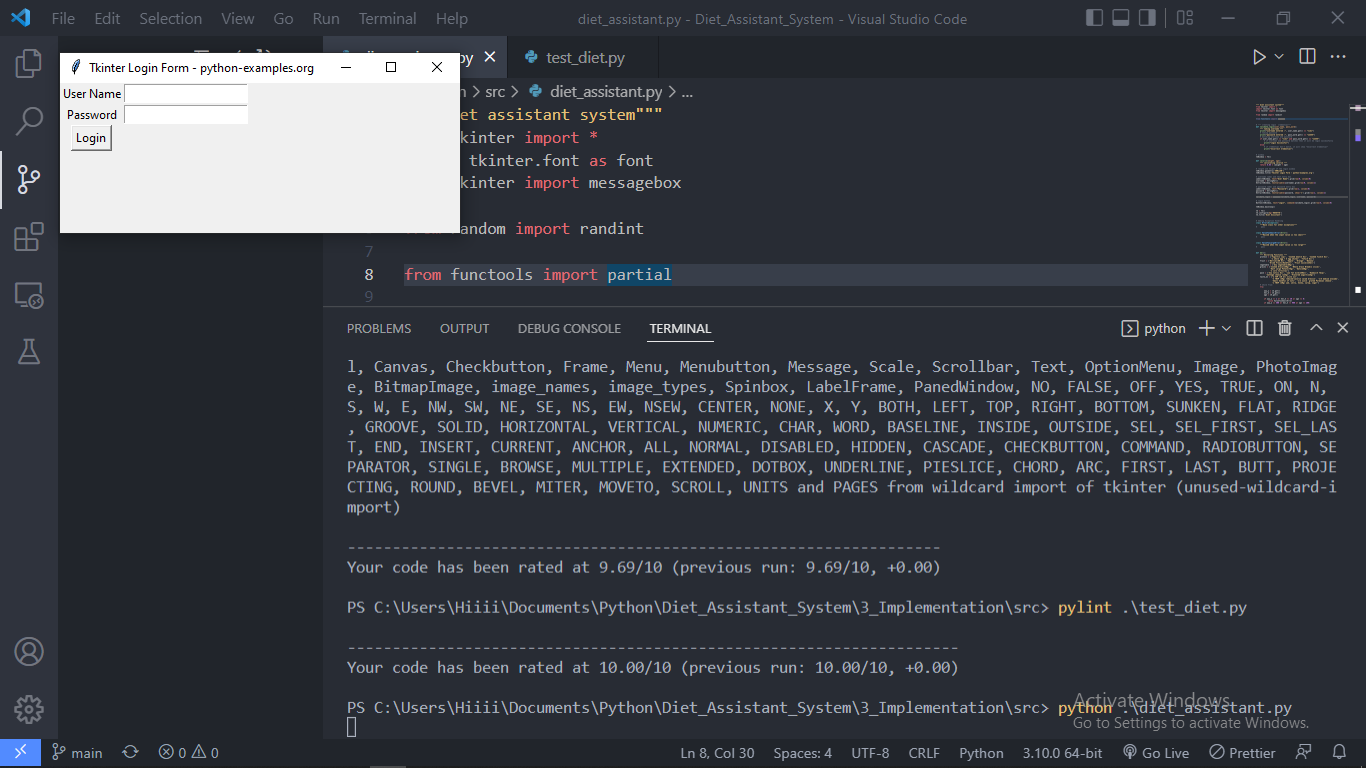 File Edit Selection View Go Run Terminal Help diet_assistant.py - Diet_Assistant_System - Visual Studio Code
py test_diet.py
Tkinter Login Form - python-examples.org
User Name
Password
Login
src > diet_assistant.py > ...
et assistant system"""
kinter import *
tkinter.font as font
kinter import messagebox
import randint
7
8 from functools import partial
9
PROBLEMS OUTPUT DEBUG CONSOLE TERMINAL python
l, Canvas, Checkbutton, Frame, Menu, Menubutton, Message, Scale, Scrollbar, Text, OptionMenu, Image, PhotoImag
e, BitmapImage, image_names, image_types, Spinbox, LabelFrame, PanedWindow, NO, FALSE, OFF, YES, TRUE, ON, N,
S, W, E, NW, SW, NE, SE, NS, EW, NSEW, CENTER, NONE, X, Y, BOTH, LEFT, TOP, RIGHT, BOTTOM, SUNKEN, FLAT, RIDGE
, GROOVE, SOLID, HORIZONTAL, VERTICAL, NUMERIC, CHAR, WORD, BASELINE, INSIDE, OUTSIDE, SEL, SEL_FIRST, SEL_LAS
T, END, INSERT, CURRENT, ANCHOR, ALL, NORMAL, DISABLED, HIDDEN, CASCADE, CHECKBUTTON, COMMAND, RADIOBUTTON, SE
PARATOR, SINGLE, BROWSE, MULTIPLE, EXTENDED, DOTBOX, UNDERLINE, PIESLICE, CHORD, ARC, FIRST, LAST, BUTT, PROJE
CTING, ROUND, BEVEL, MITER, MOVETO, SCROLL, UNITS and PAGES from wildcard import of tkinter (unused-wildcard-i
mport)
------------------------------------------------------------------
Your code has been rated at 9.69/10 (previous run: 9.69/10, +0.00)
PS C:\Users\Hiiii\Documents\Python\Diet_Assistant_System\3_Implementation\src> pylint .\test_diet.py
--------------------------------------------------------------------
Your code has been rated at 10.00/10 (previous run: 10.00/10, +0.00)
PS C:\Users\Hiiii\Documents\Python\Diet_Assistant_System\3_Implementation\src> python .\diet_assistant.py
Activate Windows
Go to Settings to activate Windows.
main 0 0 Ln 8, Col 30 Spaces: 4 UTF-8 CRLF Python 3.10.0 64-bit Go Live Prettier